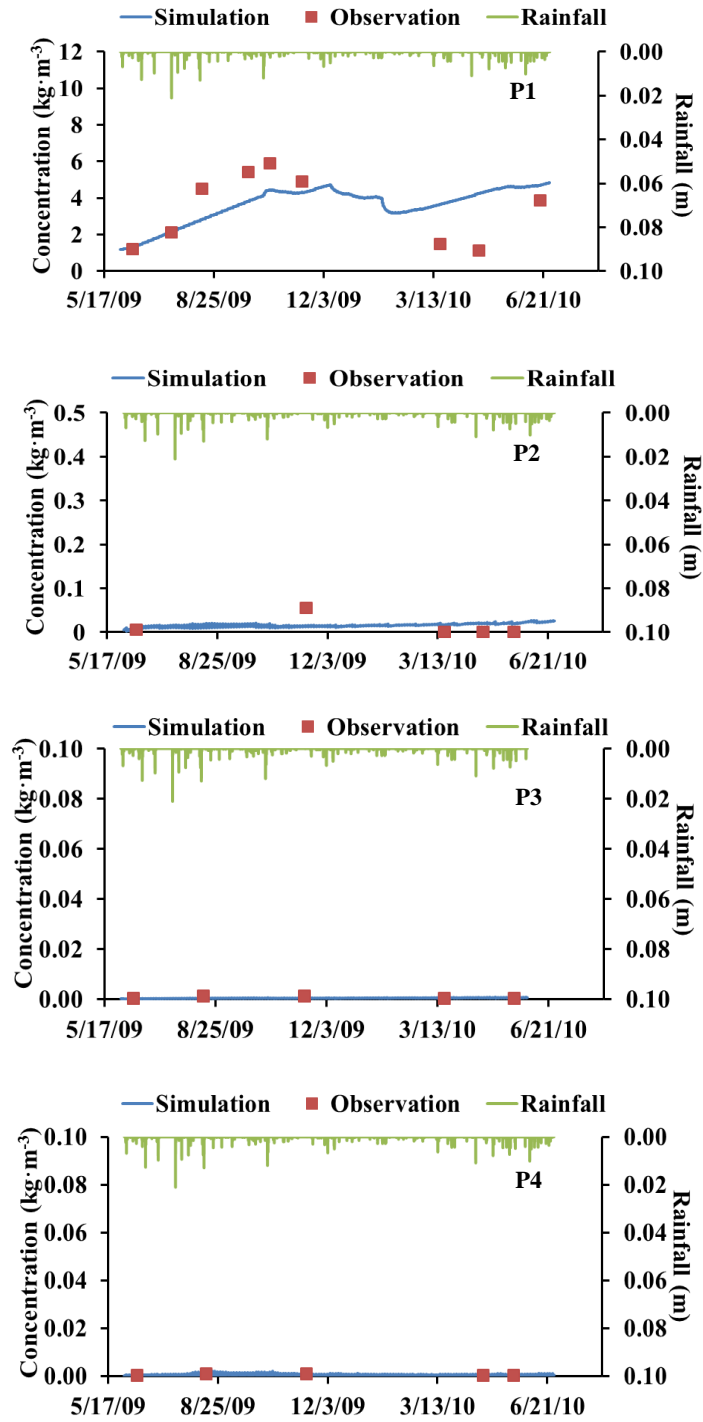 Simulation Observation Rainfall
12 0.00
10 0.02
8 0.04
6 0.06
4
2 0.08
0 0.10
Concentration (kg·m-3)
Rainfall (m)
P1
5/17/09 8/25/09 12/3/09 3/13/10 6/21/10
Simulation Observation Rainfall
0.5 0.00
0.4 0.02
0.3 0.04
0.2 0.06
0.1 0.08
0 0.10
Concentration (kg·m-3)
Rainfall (m)
P2
5/17/09 8/25/09 12/3/09 3/13/10 6/21/10
Simulation Observation Rainfall
0.10 0.00
0.08 0.02
0.06 0.04
0.04 0.06
0.02 0.08
0.00 0.10
Concentration (kg·m-3)
Rainfall (m)
P3
5/17/09 8/25/09 12/3/09 3/13/10 6/21/10
Simulation Observation Rainfall
0.10 0.00
0.08 0.02
0.06 0.04
0.04 0.06
0.02 0.08
0.00 0.10
Concentration (kg·m-3)
Rainfall (m)
P4
5/17/09 8/25/09 12/3/09 3/13/10 6/21/10